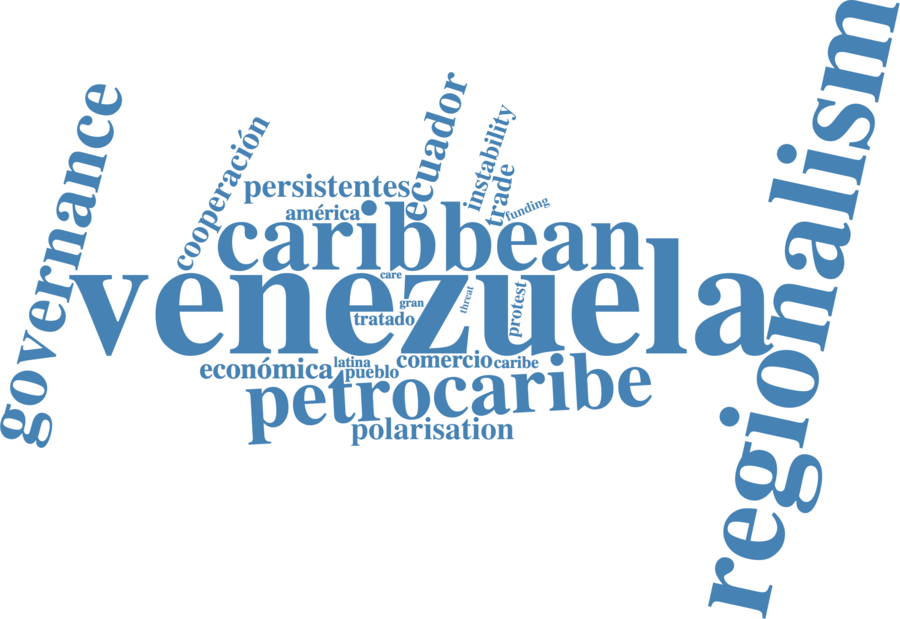 governance
cooperación
ecuador
instability
trade
funding
persistentes
américa
caribbean
care
venezuela
gran
threat
tratado
protest
regionalism
económica
latina
pueblo
comercio
caribe
petrocaribe
polarisation